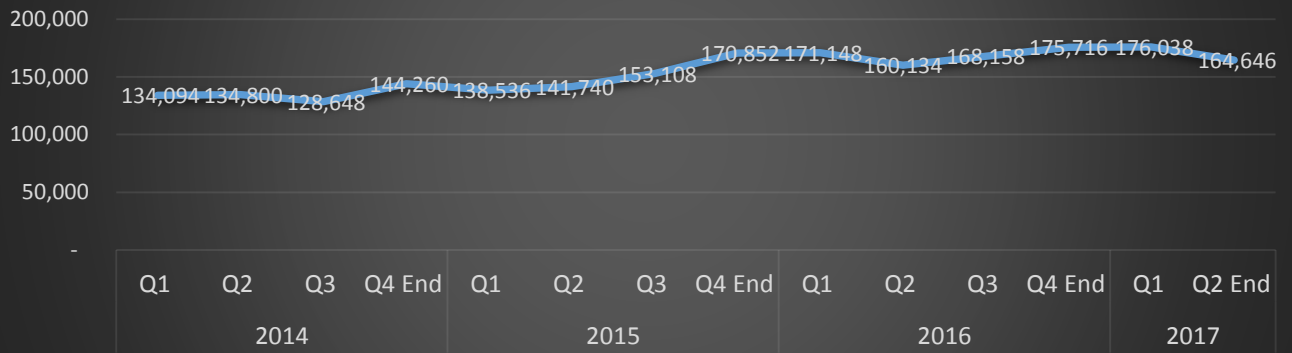 200,000
150,000
100,000
50,000
-
134,094 134,800 128,648 144,260 138,536 141,740 153,108 170,852 171,148 160,134 168,158 175,716 176,038 164,646
Q1 Q2 Q3 Q4 End Q1 Q2 Q3 Q4 End Q1 Q2 Q3 Q4 End Q1 Q2 End
2014 2015 2016 2017